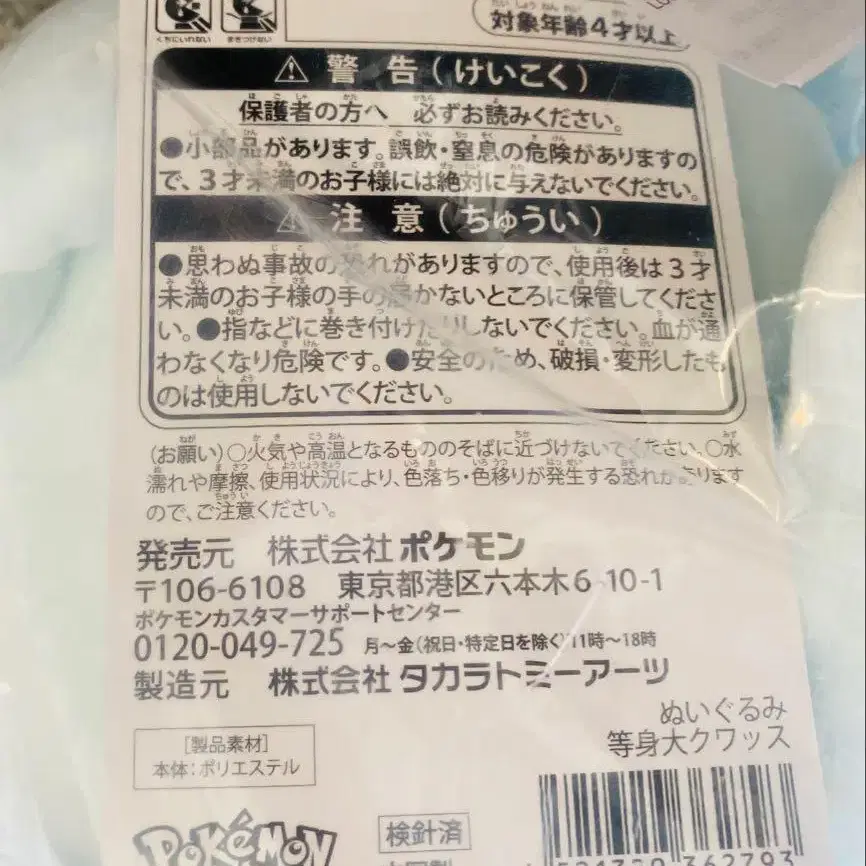 くちにいれない まきつけない
対象年齢4才以上
⚠警告(けいこく)
保護者の方へ 必ずお読みください。
●小部品があります。誤飲・窒息の危険がありますの
で、3才未満のお子様には絶対に与えないでください。
⚠注意(ちゅうい)
●思わぬ事故の恐れがありますので、使用後は3才
未満のお子様の手の届かないところに保管してくださ
い。●指などに巻き付けたりしないでください。血が通
わなくなり危険です。●安全のため、破損・変形したも
のは使用しないでください。
(お願い)○火気や高温となるもののそばに近づけないでください。○水
濡れや摩擦、使用状況により、色落ち・色移りが発生する恐れがあります
ので、ご注意ください。
発売元 株式会社ポケモン
〒106-6108 東京都港区六本木6-10-1
ポケモンカスタマーサポートセンター
0120-049-725 月〜金(祝日・特定日を除く)11時〜18時
製造元 株式会社タカラトミーアーツ
ぬいぐるみ
等身大クワッス
[製品素材]
本体:ポリエステル
POKÉMON
検針済